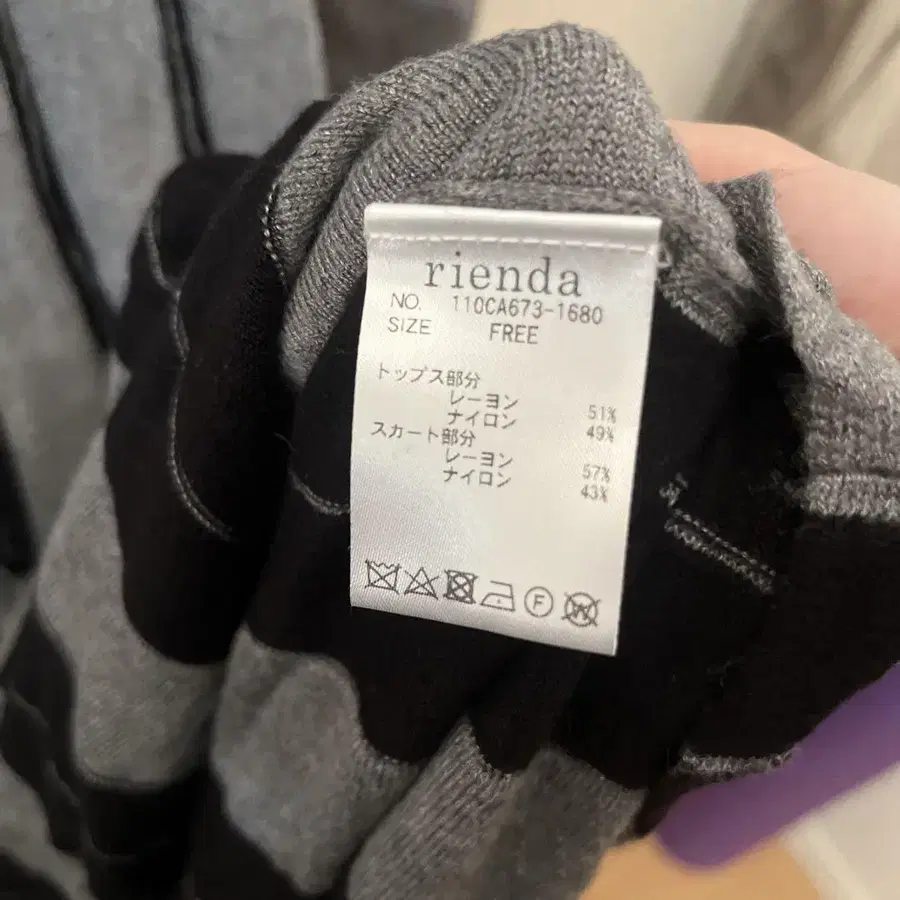 rienda
NO. 110CA673-1680
SIZE FREE
トップス部分
レーヨン 51%
ナイロン 49%
スカート部分
レーヨン 57%
ナイロン 43%
F
W